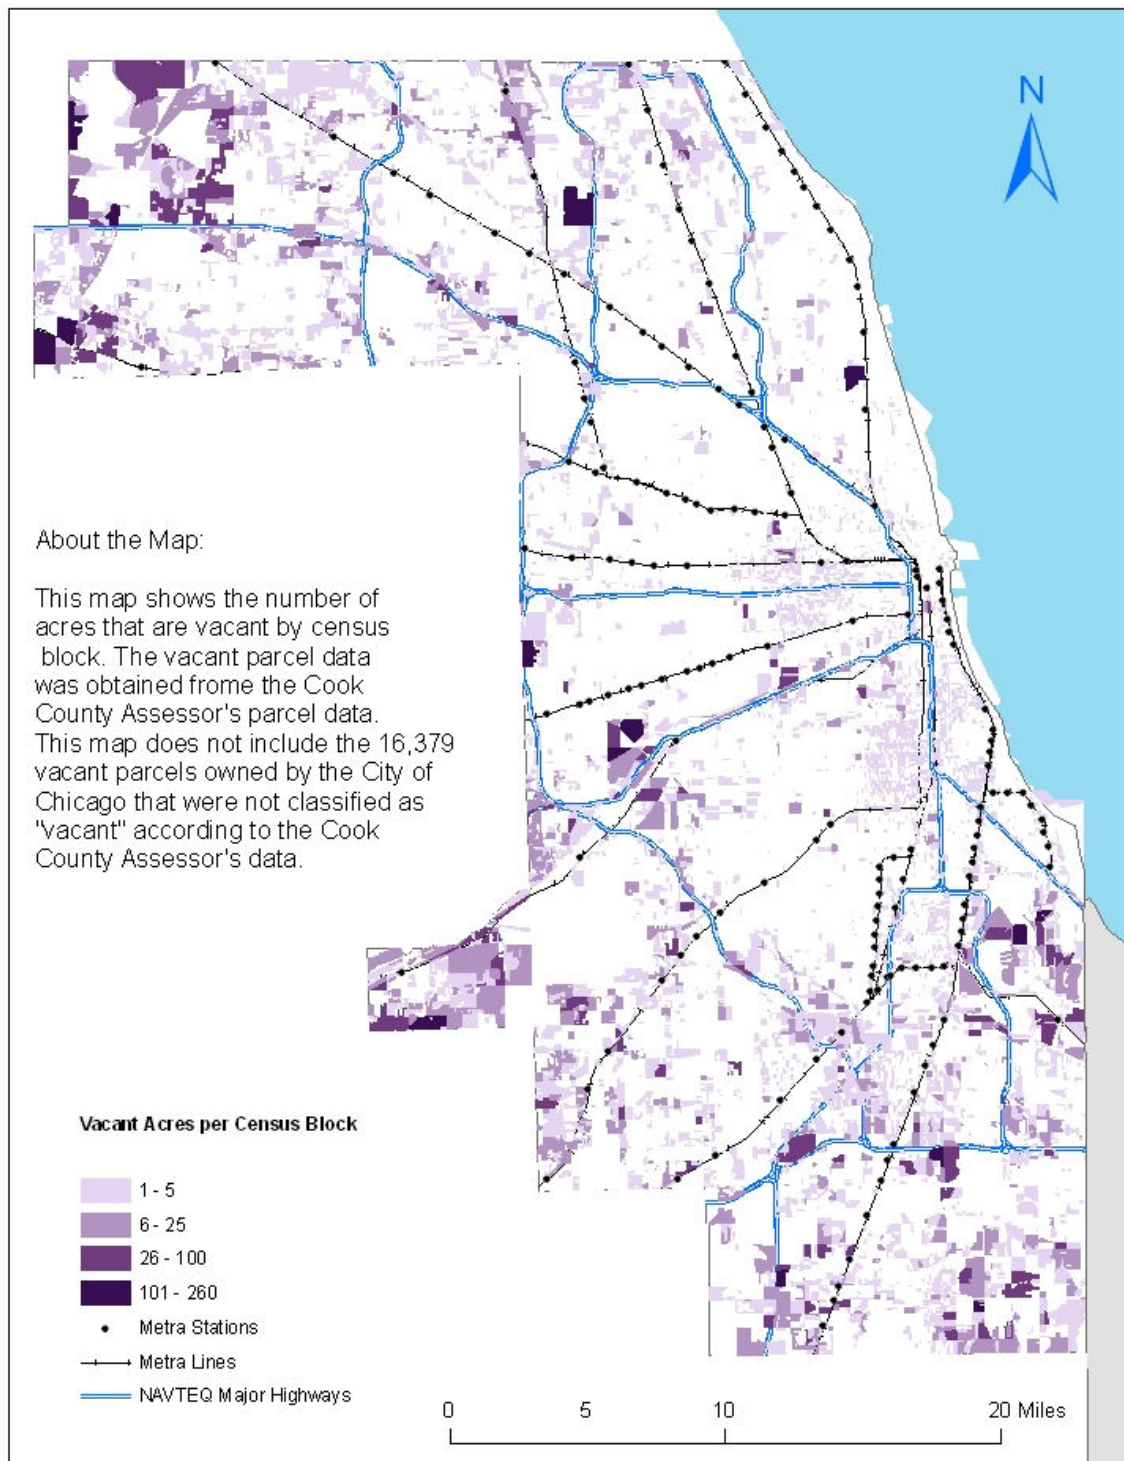 N
About the Map:
This map shows the number of
acres that are vacant by census
block. The vacant parcel data
was obtained frome the Cook
County Assessor's parcel data.
This map does not include the 16,379
vacant parcels owned by the City of
Chicago that were not classified as
"vacant" according to the Cook
County Assessor's data.
Vacant Acres per Census Block
1 - 5
6 - 25
26 - 100
101 - 260
Metra Stations
Metra Lines
NAVTEQ Major Highways
0 5 10 20 Miles